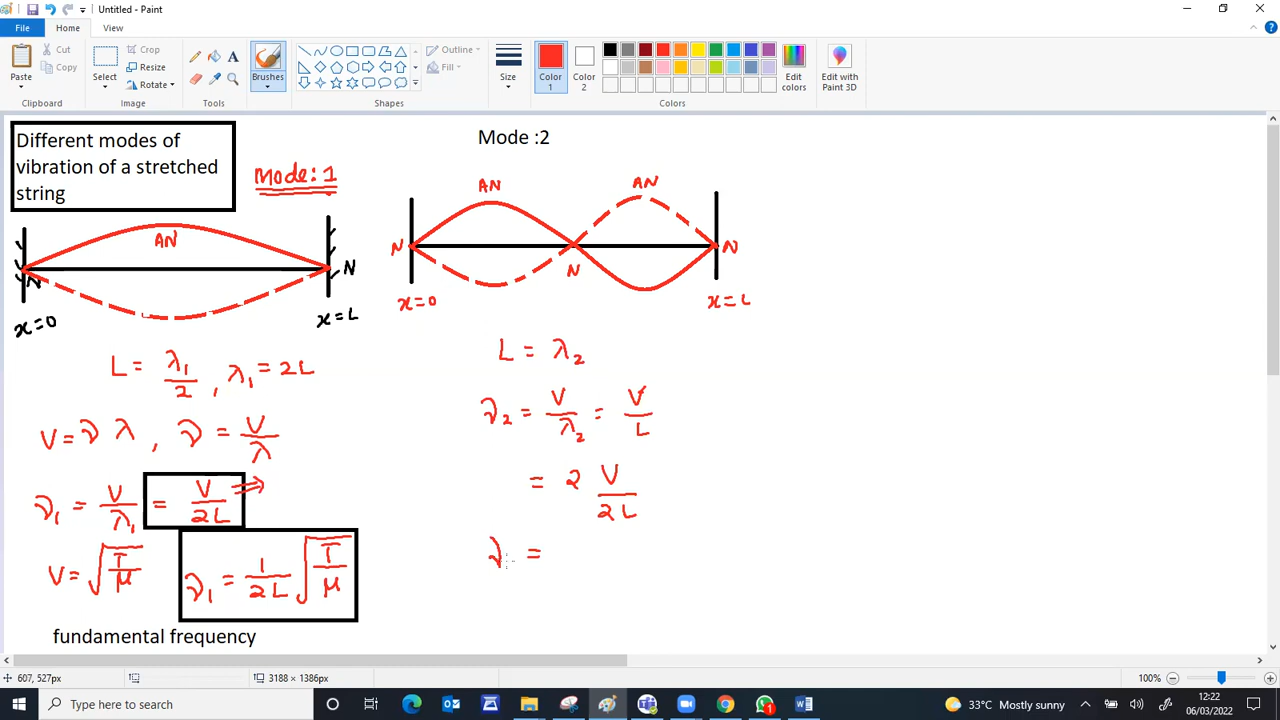 Untitled - Paint
File
Home
View
Paste
Cut
Copy
Clipboard
Select
Crop
Resize
Rotate
Image
A
Tools
Brushes
Outline
Fill
Shapes
Size
Color 1
Color 2
Edit colors
Edit with Paint 3D
Colors
Different modes of
vibration of a stretched
string
Mode: 1
AN
N
N
x=0
x=L
L = λ₁/2 , λ₁ = 2L
V = ν λ , ν = V/λ
ν₁ = V/λ₁ = V/2L ⇒
V = √(T/μ)
ν₁ = 1/2L √(T/μ)
fundamental frequency
Mode :2
AN
AN
N
N
N
x=0
x=L
L = λ₂
ν₂ = V/λ₂ = V/L
= 2 V/2L
ν =
607, 527px
3188 × 1386px
100%
Type here to search
33°C Mostly sunny
12:22
06/03/2022